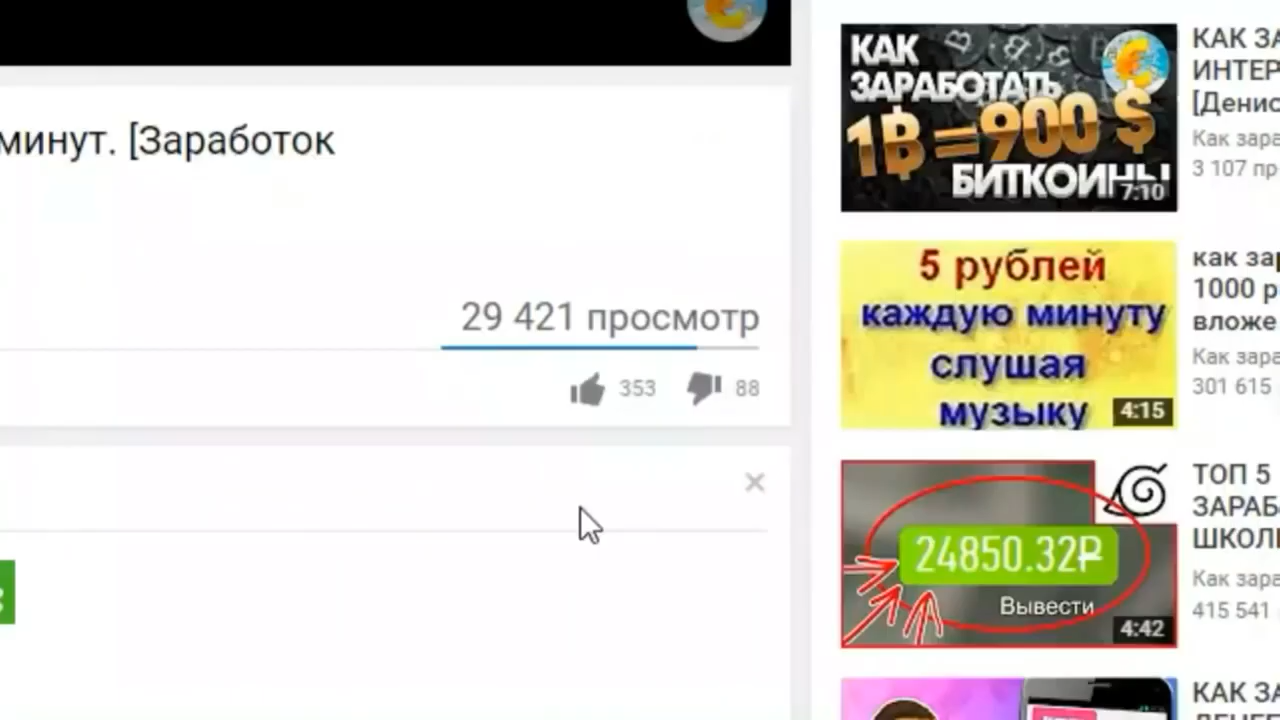 минут. [Заработок
29 421 просмотр
353
88
КАК
ЗАРАБОТАТЬ
1B=900 $
БИТКОИНЫ
7:10
КАК ЗА
ИНТЕР
[Денис
Как зара
3 107 пр
5 рублей
каждую минуту
слушая
музыку
4:15
как зар
1000 р
вложе
Как зара
301 615
24850.32₽
Вывести
4:42
ТОП 5
ЗАРАБ
ШКОЛ
Как зара
415 541
КАК ЗА